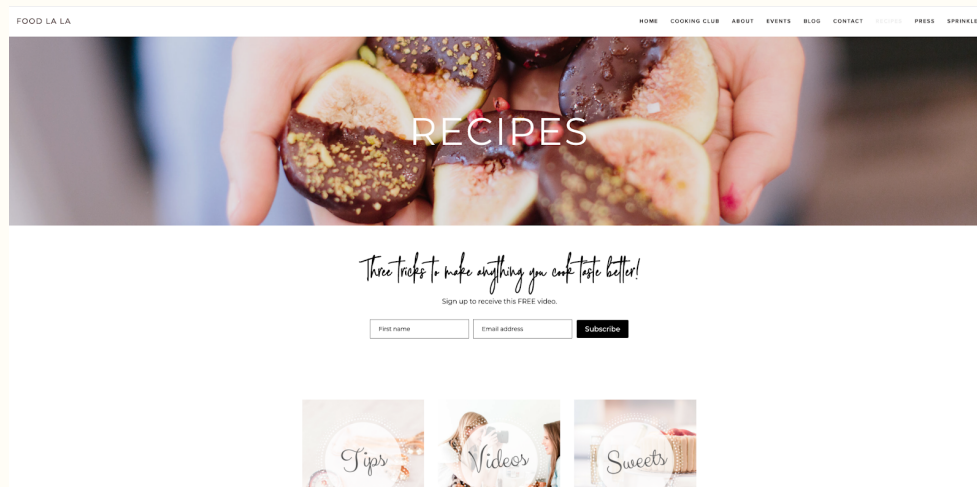 FOOD LA LA
HOME COOKING CLUB ABOUT EVENTS BLOG CONTACT RECIPES PRESS SPRINKLE
RECIPES
Three tricks to make anything you cook taste better!
Sign up to receive this FREE video.
First name Email address Subscribe
Tips Videos Sweets